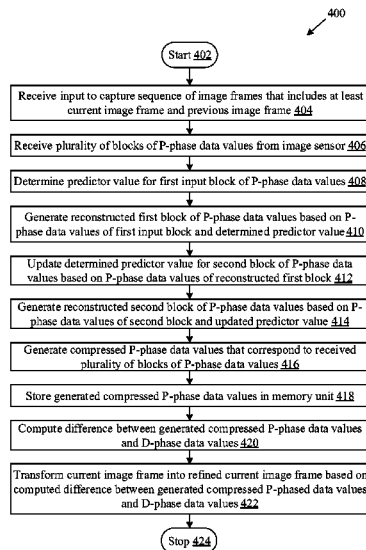 400
Start 402
Receive input to capture sequence of image frames that includes at least
current image frame and previous image frame 404
Receive plurality of blocks of P-phase data values from image sensor 406
Determine predictor value for first input block of P-phase data values 408
Generate reconstructed first block of P-phase data values based on P-
phase data values of first input block and determined predictor value 410
Update determined predictor value for second block of P-phase data
values based on P-phase data values of reconstructed first block 412
Generate reconstructed second block of P-phase data values based on P-
phase data values of second block and updated predictor value 414
Generate compressed P-phase data values that correspond to received
plurality of blocks of P-phase data values 416
Store generated compressed P-phase data values in memory unit 418
Compute difference between generated compressed P-phase data values
and D-phase data values 420
Transform current image frame into refined current image frame based on
computed difference between generated compressed P-phased data values
and D-phase data values 422
Stop 424